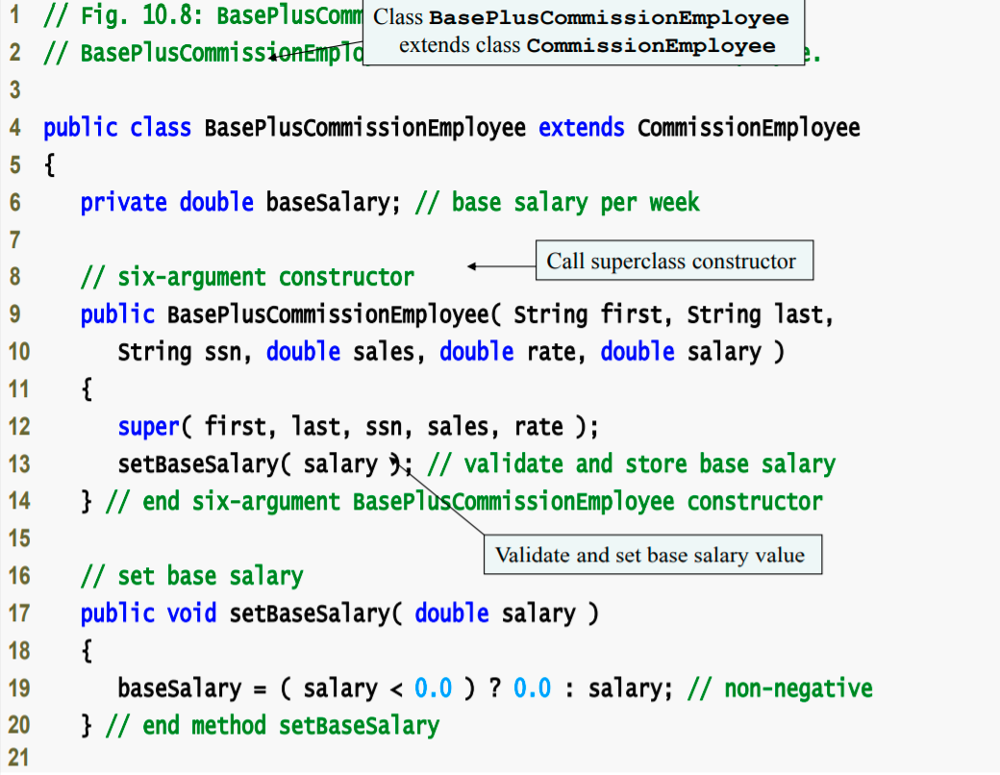 1 // Fig. 10.8: BasePlusComm
Class BasePlusCommissionEmployee
extends class CommissionEmployee
2 // BasePlusCommissionEmplo e.
3
4 public class BasePlusCommissionEmployee extends CommissionEmployee
5 {
6 private double baseSalary; // base salary per week
7
Call superclass constructor
8 // six-argument constructor
9 public BasePlusCommissionEmployee( String first, String last,
10 String ssn, double sales, double rate, double salary )
11 {
12 super( first, last, ssn, sales, rate );
13 setBaseSalary( salary ); // validate and store base salary
14 } // end six-argument BasePlusCommissionEmployee constructor
15
Validate and set base salary value
16 // set base salary
17 public void setBaseSalary( double salary )
18 {
19 baseSalary = ( salary < 0.0 ) ? 0.0 : salary; // non-negative
20 } // end method setBaseSalary
21